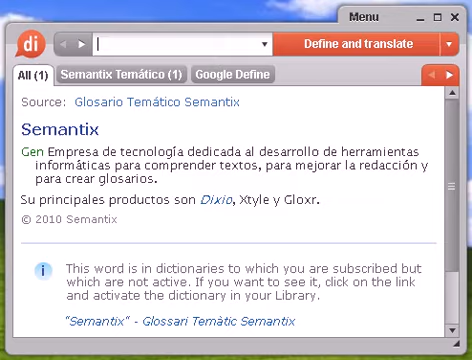 Menu
di
Define and translate
All (1)
Semantix Temático (1)
Google Define
Source: Glosario Temático Semantix
Semantix
Gen Empresa de tecnología dedicada al desarrollo de herramientas
informáticas para comprender textos, para mejorar la redacción y
para crear glosarios.
Su principales productos son Dixio, Xtyle y Gloxr.
© 2010 Semantix
i
This word is in dictionaries to which you are subscribed but
which are not active. If you want to see it, click on the link
and activate the dictionary in your Library.
"Semantix" - Glossari Temàtic Semantix